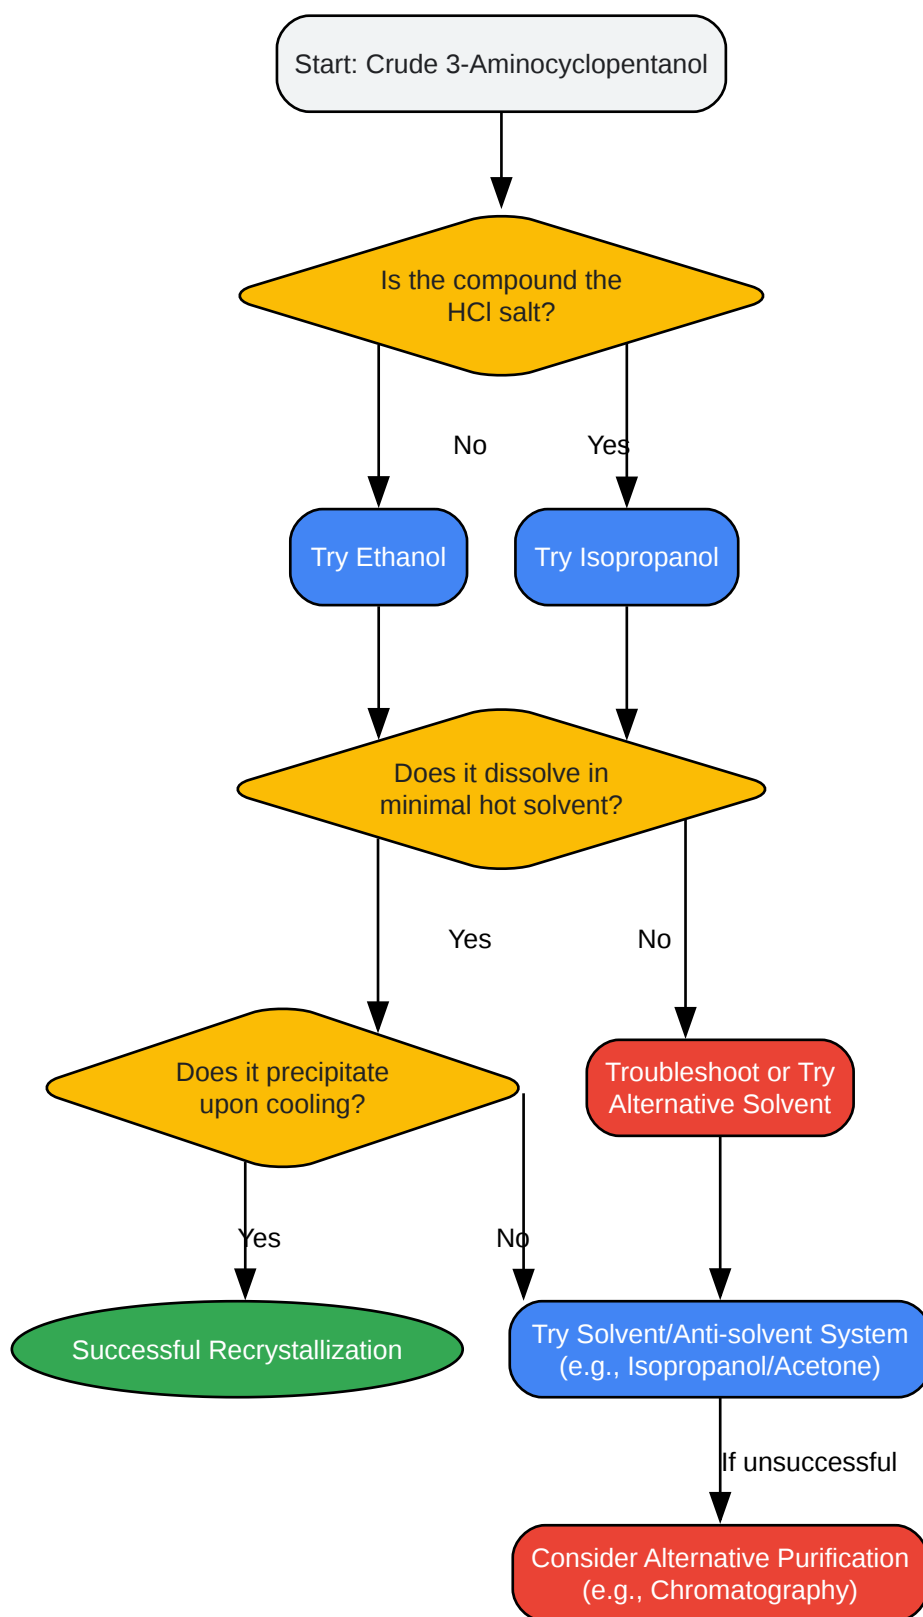 Start: Crude 3-Aminocyclopentanol
Is the compound the
HCl salt?
No
Yes
Try Ethanol
Try Isopropanol
Does it dissolve in
minimal hot solvent?
Yes
No
Does it precipitate
upon cooling?
Troubleshoot or Try
Alternative Solvent
Yes
No
Successful Recrystallization
Try Solvent/Anti-solvent System
(e.g., Isopropanol/Acetone)
If unsuccessful
Consider Alternative Purification
(e.g., Chromatography)